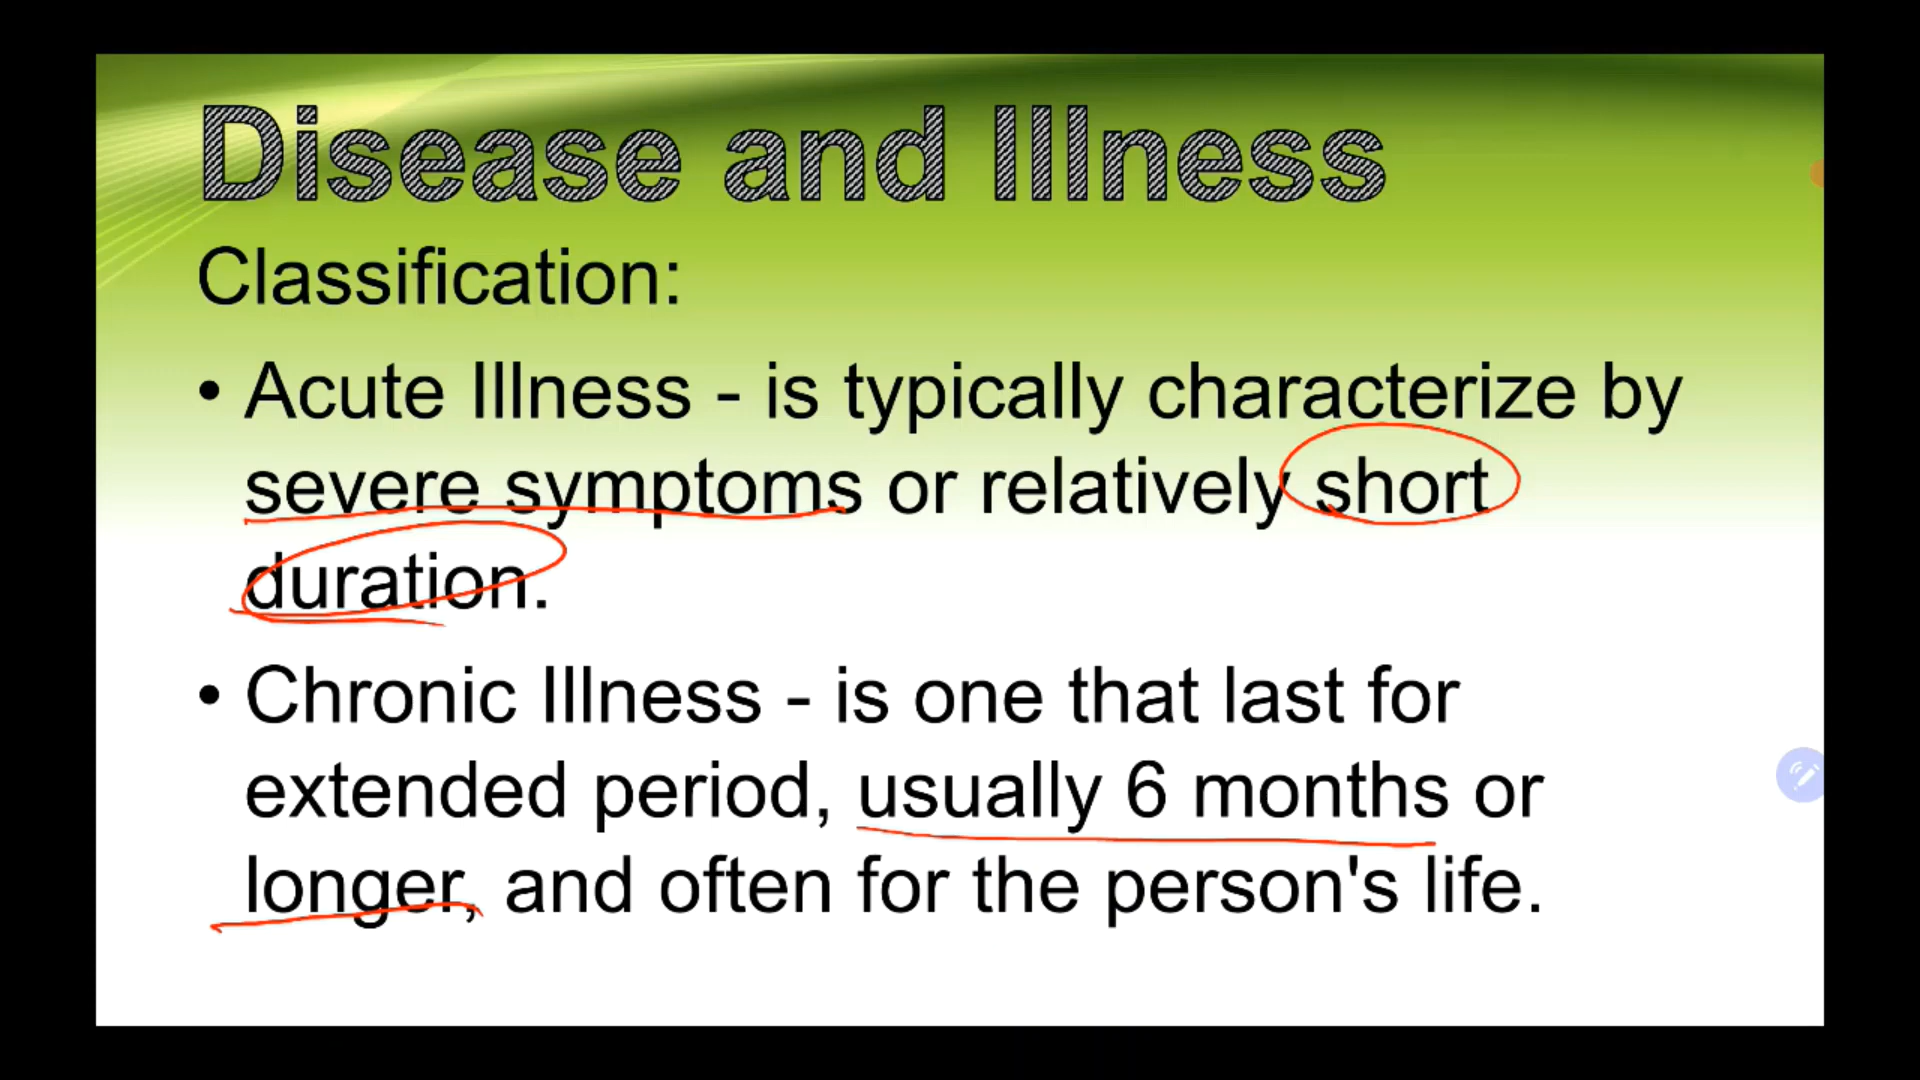 Disease and Illness
Classification:
• Acute Illness - is typically characterize by
severe symptoms or relatively short
duration.
• Chronic Illness - is one that last for
extended period, usually 6 months or
longer, and often for the person's life.